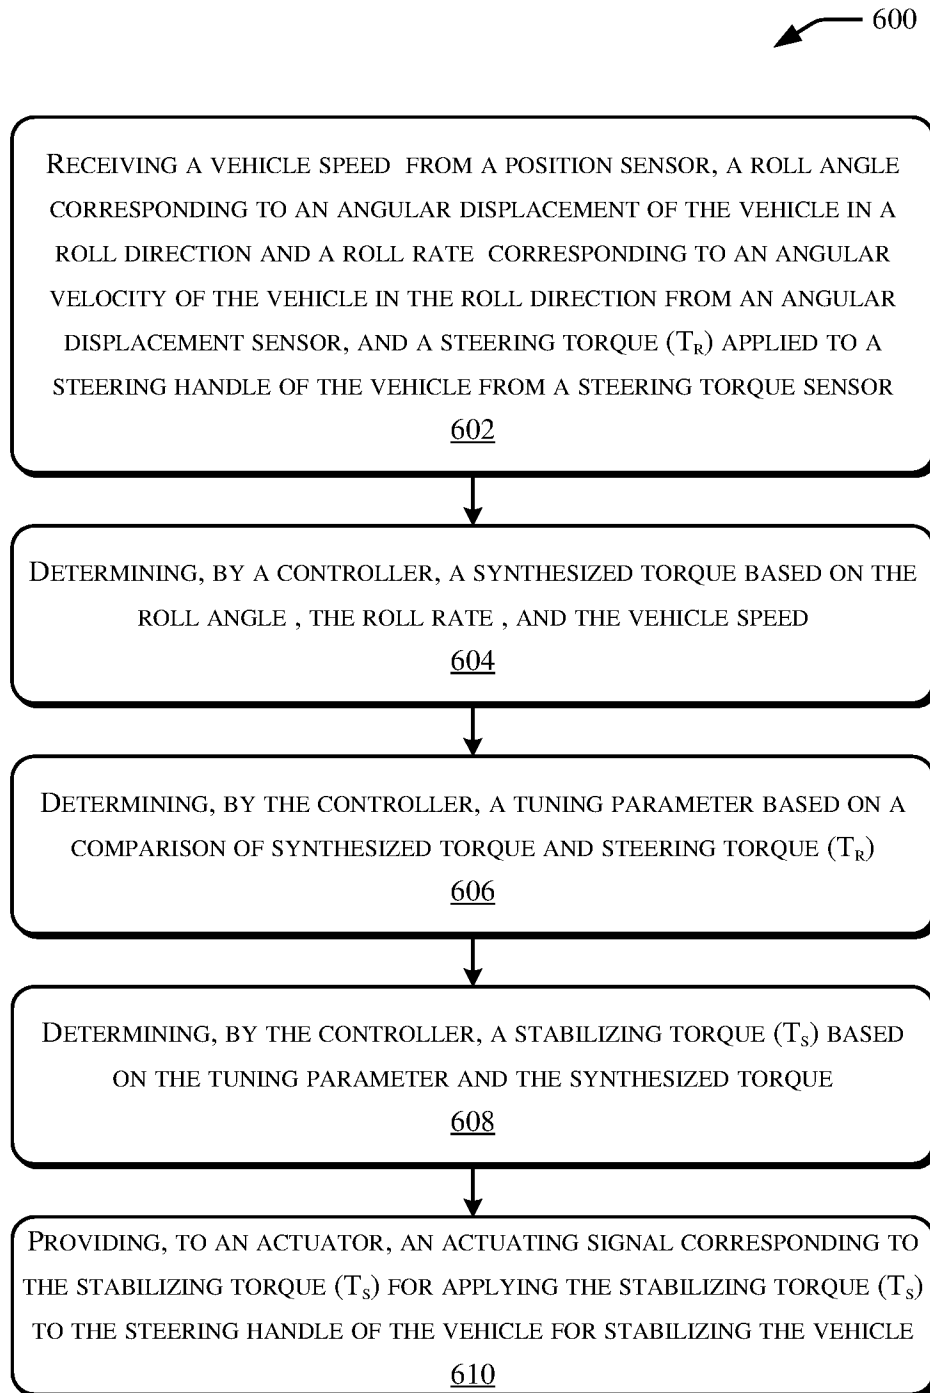 600
RECEIVING A VEHICLE SPEED FROM A POSITION SENSOR, A ROLL ANGLE
CORRESPONDING TO AN ANGULAR DISPLACEMENT OF THE VEHICLE IN A
ROLL DIRECTION AND A ROLL RATE CORRESPONDING TO AN ANGULAR
VELOCITY OF THE VEHICLE IN THE ROLL DIRECTION FROM AN ANGULAR
DISPLACEMENT SENSOR, AND A STEERING TORQUE (TR) APPLIED TO A
STEERING HANDLE OF THE VEHICLE FROM A STEERING TORQUE SENSOR
602
DETERMINING, BY A CONTROLLER, A SYNTHESIZED TORQUE BASED ON THE
ROLL ANGLE , THE ROLL RATE , AND THE VEHICLE SPEED
604
DETERMINING, BY THE CONTROLLER, A TUNING PARAMETER BASED ON A
COMPARISON OF SYNTHESIZED TORQUE AND STEERING TORQUE (TR)
606
DETERMINING, BY THE CONTROLLER, A STABILIZING TORQUE (TS) BASED
ON THE TUNING PARAMETER AND THE SYNTHESIZED TORQUE
608
PROVIDING, TO AN ACTUATOR, AN ACTUATING SIGNAL CORRESPONDING TO
THE STABILIZING TORQUE (TS) FOR APPLYING THE STABILIZING TORQUE (TS)
TO THE STEERING HANDLE OF THE VEHICLE FOR STABILIZING THE VEHICLE
610